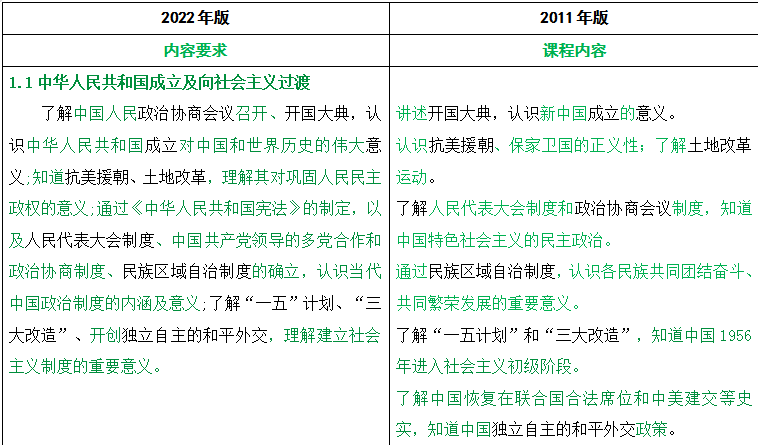 2022年版
2011年版
内容要求
课程内容
1.1中华人民共和国成立及向社会主义过渡
了解中国人民政治协商会议召开、开国大典，认
识中华人民共和国成立对中国和世界历史的伟大意
义;知道抗美援朝、土地改革，理解其对巩固人民民主
政权的意义;通过《中华人民共和国宪法》的制定，以
及人民代表大会制度、中国共产党领导的多党合作和
政治协商制度、民族区域自治制度的确立，认识当代
中国政治制度的内涵及意义;了解“一五”计划、“三
大改造”、开创独立自主的和平外交，理解建立社会
主义制度的重要意义。
讲述开国大典，认识新中国成立的意义。
认识抗美援朝、保家卫国的正义性；了解土地改革
运动。
了解人民代表大会制度和政治协商会议制度，知道
中国特色社会主义的民主政治。
通过民族区域自治制度，认识各民族共同团结奋斗、
共同繁荣发展的重要意义。
了解“一五计划”和“三大改造”，知道中国1956
年进入社会主义初级阶段。
了解中国恢复在联合国合法席位和中美建交等史
实，知道中国独立自主的和平外交政策。